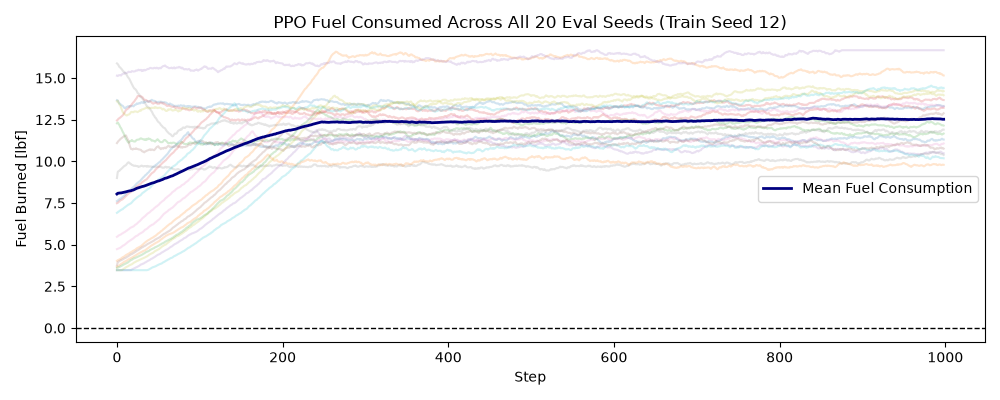 PPO Fuel Consumed Across All 20 Eval Seeds (Train Seed 12)
Fuel Burned [lbf]
15.0
12.5
10.0
7.5
5.0
2.5
0.0
Mean Fuel Consumption
0 200 400 600 800 1000
Step